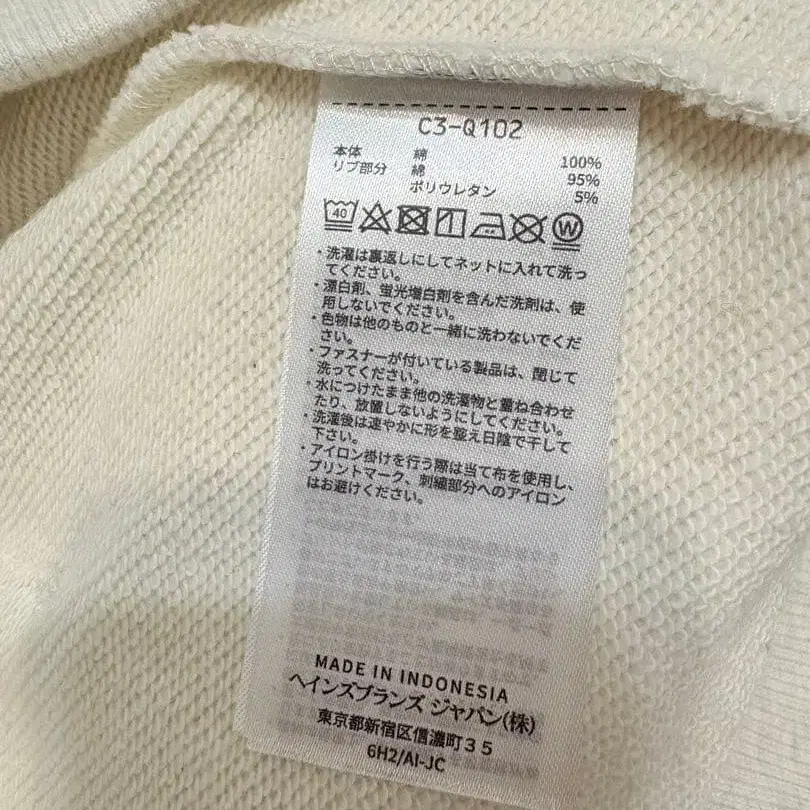 C3-Q102
本体 綿 100%
リブ部分 綿 95%
ポリウレタン 5%
40 W
・洗濯は裏返しにしてネットに入れて洗っ
てください。
・漂白剤、蛍光増白剤を含んだ洗剤は、使
用しないでください。
・色物は他のものと一緒に洗わないでくだ
さい。
・ファスナーが付いている製品は、閉じて
洗ってください。
・水につけたまま他の洗濯物と重ね合わせ
たり、放置しないようにしてください。
・洗濯後は速やかに形を整え日陰で干して
下さい。
・アイロン掛けを行う際は当て布を使用し、
プリントマーク、刺繍部分へのアイロン
はお避けください。
MADE IN INDONESIA
ヘインズブランズ ジャパン(株)
東京都新宿区信濃町35
6H2/AI-JC